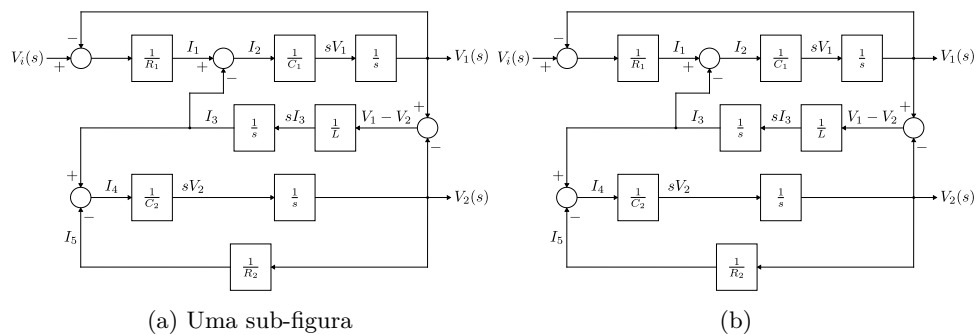 −
V_i(s)
+
1/R_1
I_1
+
−
I_2
1/C_1
sV_1
1/s
V_1(s)
I_3
1/s
sI_3
1/L
V_1 − V_2
+
−
+
−
I_4
1/C_2
sV_2
1/s
V_2(s)
I_5
1/R_2
(a) Uma sub-figura
−
V_i(s)
+
1/R_1
I_1
+
−
I_2
1/C_1
sV_1
1/s
V_1(s)
I_3
1/s
sI_3
1/L
V_1 − V_2
+
−
+
−
I_4
1/C_2
sV_2
1/s
V_2(s)
I_5
1/R_2
(b)